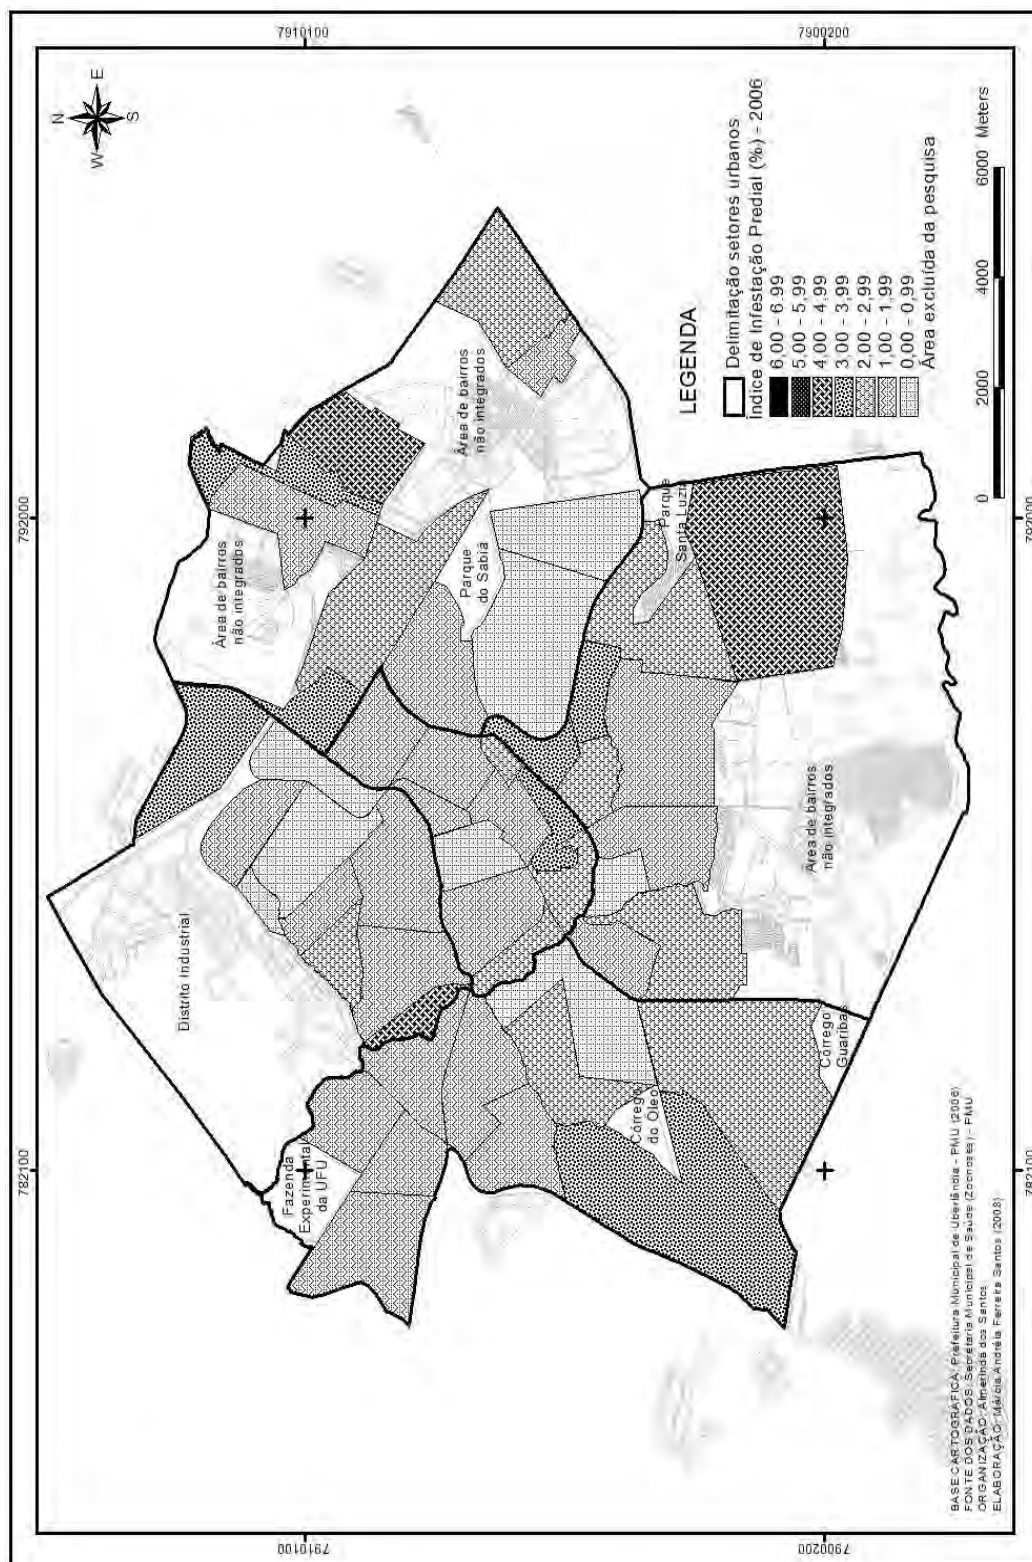 7910100
7900200
N
E
S
W
792000
792000
782100
782100
7910100
7900200
Distrito Industrial
Área de bairros
não integrados
Área de bairros
não integrados
Parque
do Sabiá
Fazenda
Experimental
da UFU
Parque
Santa Luzia
Área de bairros
não integrados
Córrego
do Óleo
Córrego
Guaribas
LEGENDA
Delimitação setores urbanos
Índice de Infestação Predial (%) - 2006
6,00 - 6.99
5,00 - 5,99
4,00 - 4.99
3,00 - 3,99
2,00 - 2,99
1,00 - 1,99
0,00 - 0,99
Área excluída da pesquisa
0 2000 4000 6000 Meters
BASE CARTOGRÁFICA: Prefeitura Municipal de Uberlândia - PMU (2006)
FONTE DOS DADOS: Secretaria Municipal de Saúde (Zoonoses) - PMU
ORGANIZAÇÃO: Almerinda dos Santos
ELABORAÇÃO: Márcia Andréia Ferreira Santos (2008)